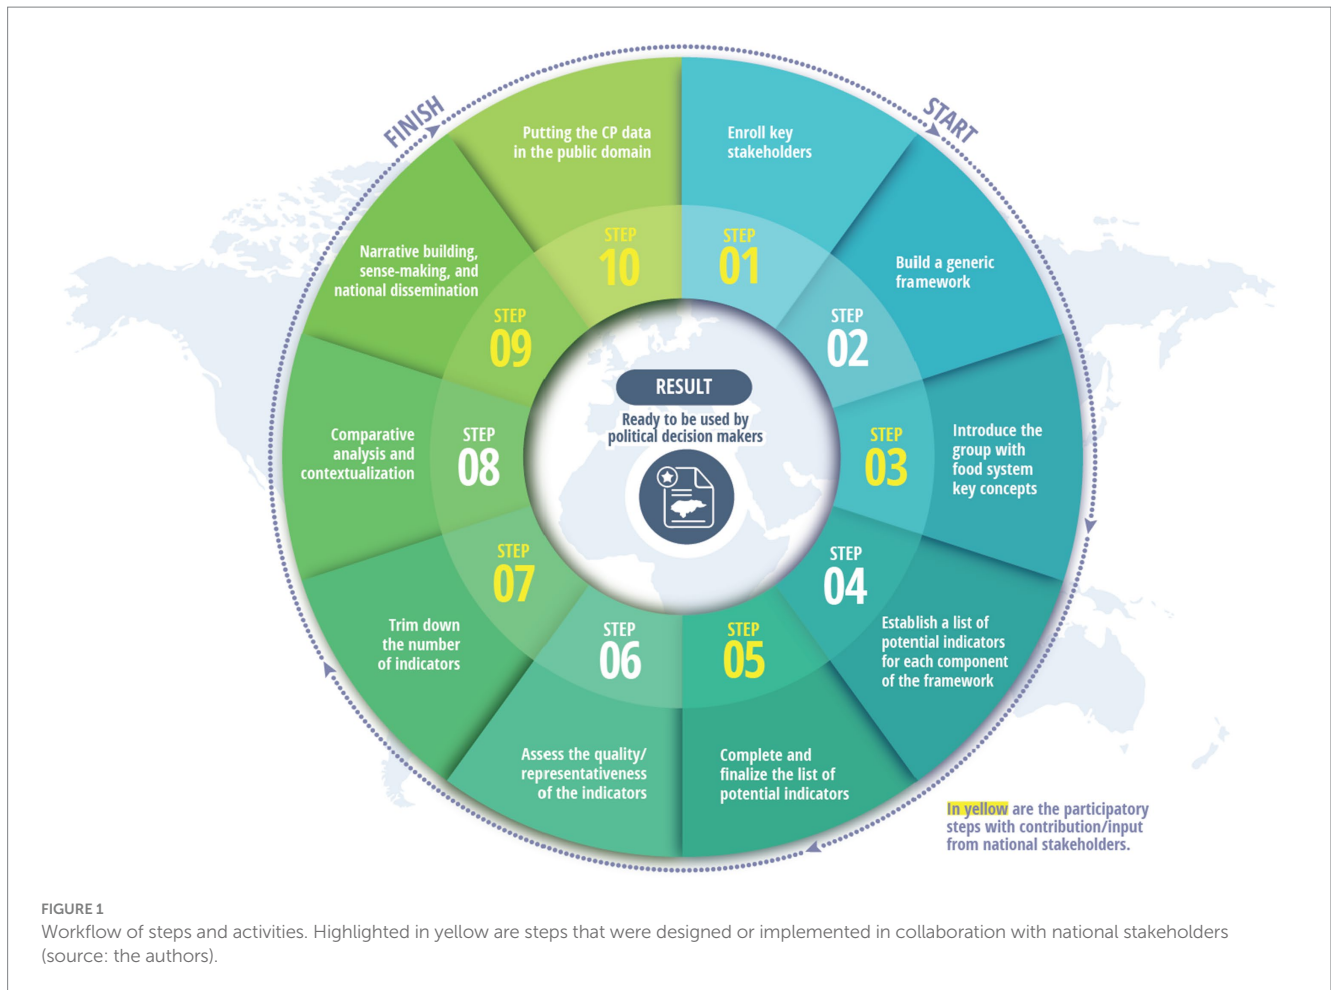 FINISH
START
Putting the CP data
in the public domain
Enroll key
stakeholders
STEP
10
STEP
01
Narrative building,
sense-making, and
national dissemination
Build a generic
framework
STEP
09
STEP
02
RESULT
Ready to be used by
political decision makers
Comparative
analysis and
contextualization
STEP
08
STEP
03
Introduce the
group with
food system
key concepts
STEP
07
STEP
04
Trim down
the number
of indicators
Establish a list of
potential indicators
for each component
of the framework
STEP
06
STEP
05
Assess the quality/
representativeness
of the indicators
Complete and
finalize the list of
potential indicators
In yellow are the participatory
steps with contribution/input
from national stakeholders.
FIGURE 1
Workflow of steps and activities. Highlighted in yellow are steps that were designed or implemented in collaboration with national stakeholders
(source: the authors).